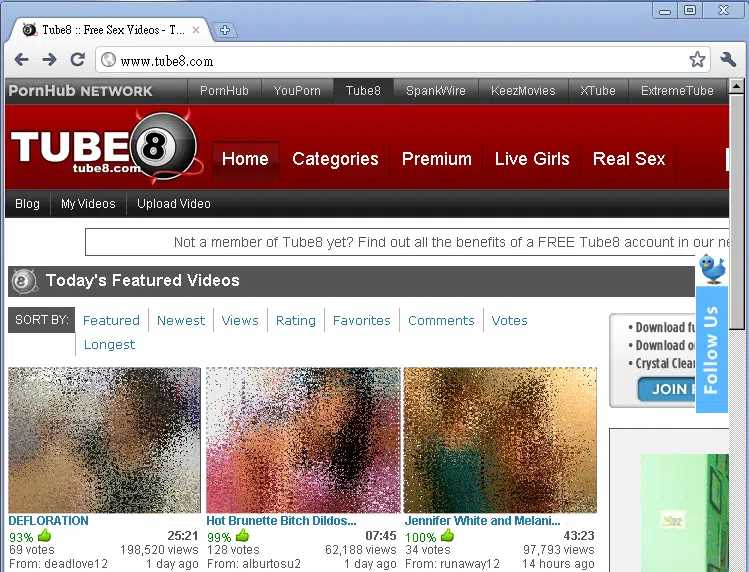 Tube8 :: Free Sex Videos - T...
www.tube8.com
PornHub NETWORK PornHub YouPorn Tube8 SpankWire KeezMovies XTube ExtremeTube
TUBE 8
tube8.com
Home Categories Premium Live Girls Real Sex
Blog My Videos Upload Video
Not a member of Tube8 yet? Find out all the benefits of a FREE Tube8 account in our
8 Today's Featured Videos
SORT BY: Featured Newest Views Rating Favorites Comments Votes
Longest
• Download
• Download
• Crystal Clear
JOIN
Follow Us
DEFLORATION
93% 25:21
69 votes 198,520 views
From: deadlove12 1 day ago
Hot Brunette Bitch Dildos...
99% 07:45
128 votes 62,188 views
From: alburtosu2 1 day ago
Jennifer White and Melani...
100% 43:23
34 votes 97,793 views
From: runaway12 14 hours ago